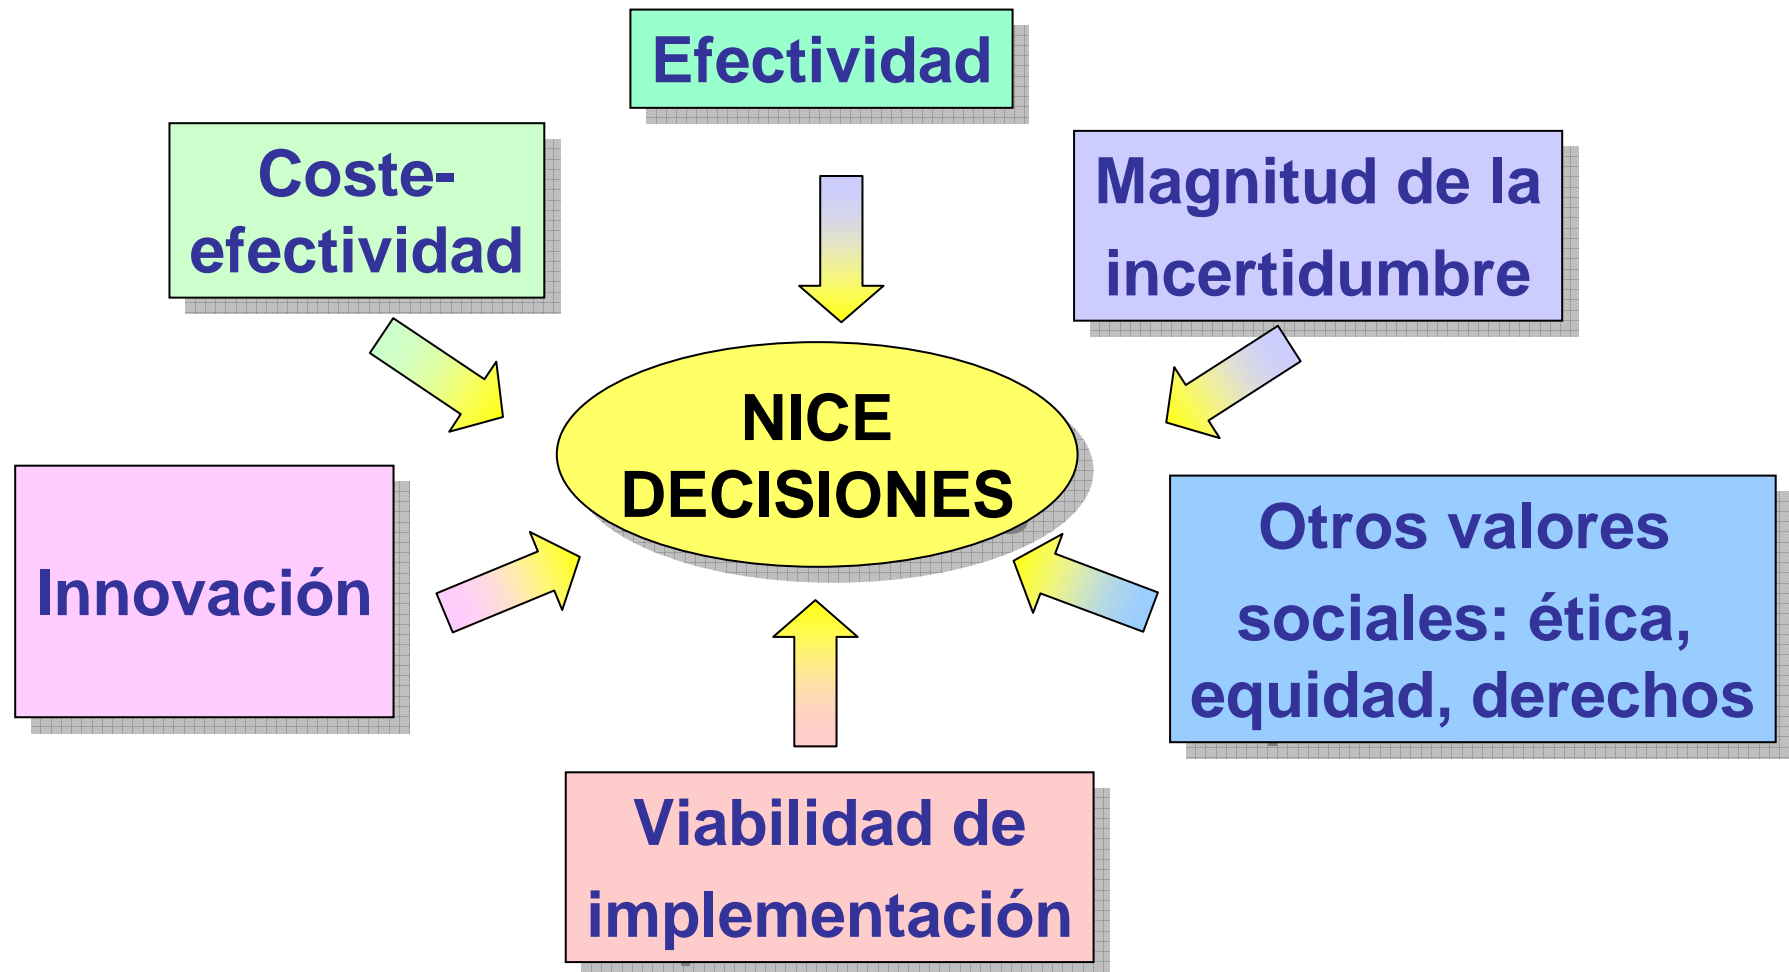 Efectividad
Coste-
efectividad
Magnitud de la
incertidumbre
NICE
DECISIONES
Innovación
Otros valores
sociales: ética,
equidad, derechos
Viabilidad de
implementación